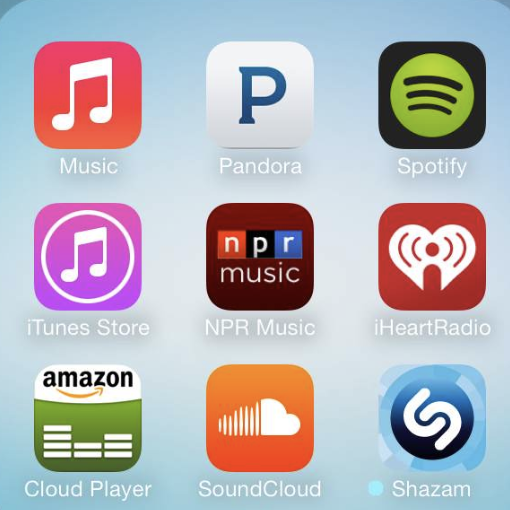 P
Music
Pandora
Spotify
npr
music
iTunes Store
NPR Music
iHeartRadio
amazon
Cloud Player
SoundCloud
Shazam